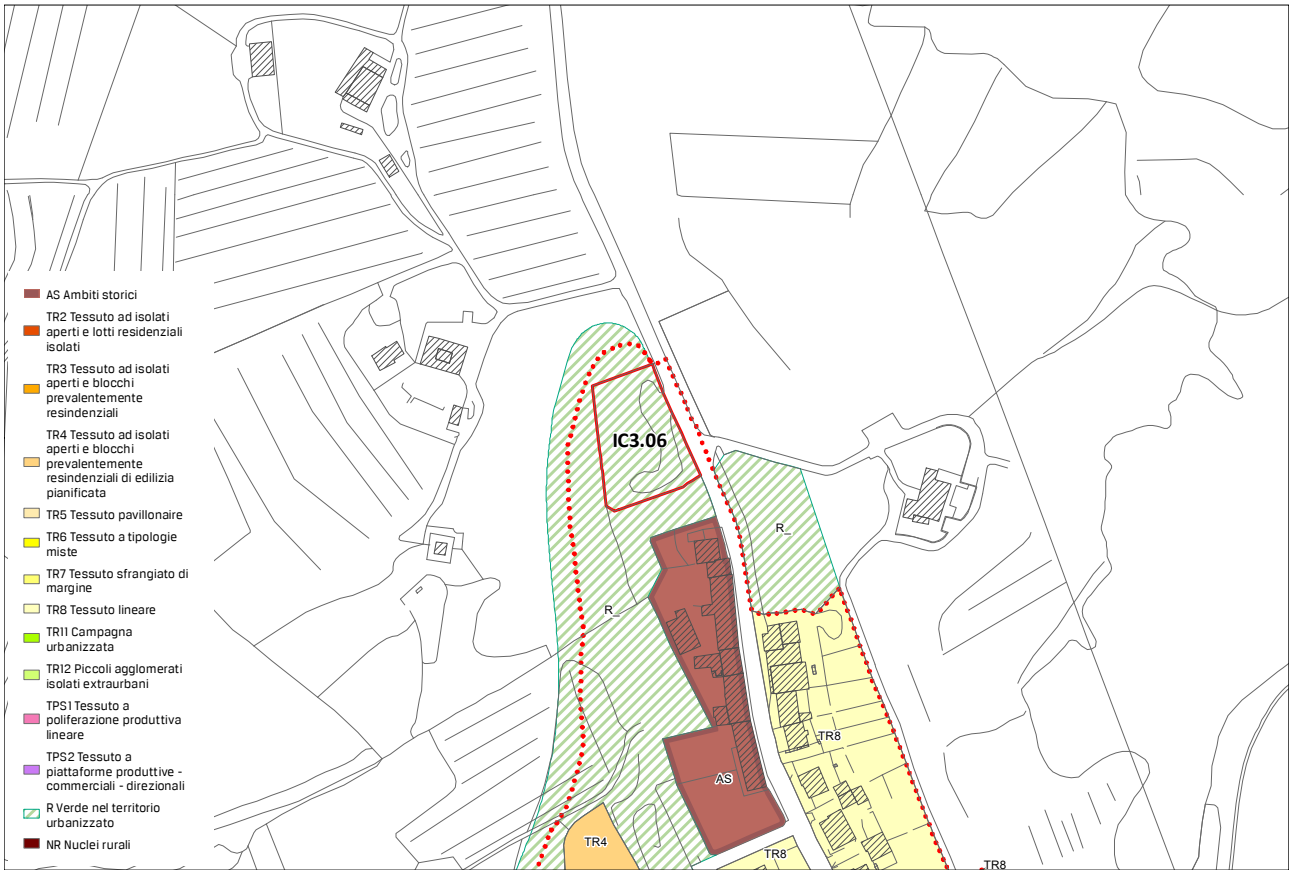 AS Ambiti storici
TR2 Tessuto ad isolati
aperti e lotti residenziali
isolati
TR3 Tessuto ad isolati
aperti e blocchi
prevalentemente
resindenziali
TR4 Tessuto ad isolati
aperti e blocchi
prevalentemente
resindenziali di edilizia
pianificata
TR5 Tessuto pavillonaire
TR6 Tessuto a tipologie
miste
TR7 Tessuto sfrangiato di
margine
TR8 Tessuto lineare
TR11 Campagna
urbanizzata
TR12 Piccoli agglomerati
isolati extraurbani
TPS1 Tessuto a
poliferazione produttiva
lineare
TPS2 Tessuto a
piattaforme produttive -
commerciali - direzionali
R Verde nel territorio
urbanizzato
NR Nuclei rurali
IC3.06
R_
R_
TR8
AS
TR4
TR8
TR8